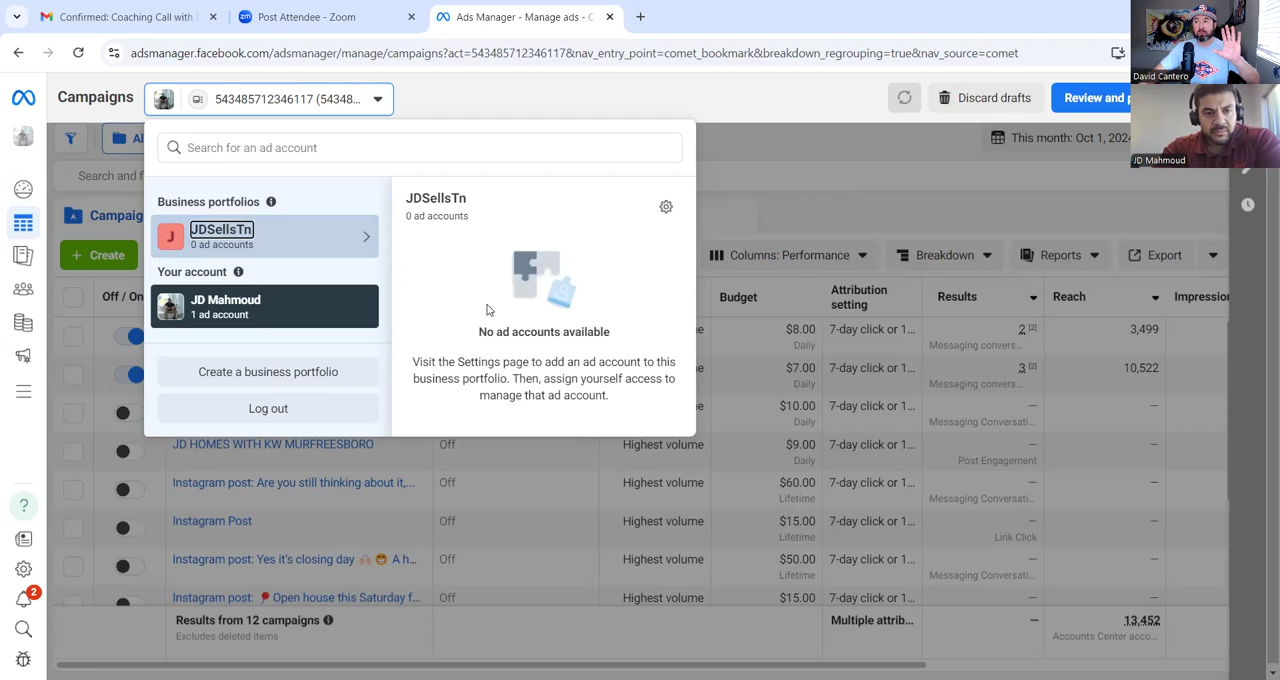 Confirmed: Coaching Call with
Post Attendee - Zoom
Ads Manager - Manage ads - C
adsmanager.facebook.com/adsmanager/manage/campaigns?act=543485712346117&nav_entry_point=comet_bookmark&breakdown_regrouping=true&nav_source=comet
David Cantero
JD Mahmoud
Campaigns
543485712346117 (54348...
Discard drafts
Review and p
Search for an ad account
This month: Oct 1, 2024
Search and f
Business portfolios
J
JDSellsTn
0 ad accounts
Your account
JD Mahmoud
1 ad account
Create a business portfolio
Log out
JDSellsTn
0 ad accounts
No ad accounts available
Visit the Settings page to add an ad account to this
business portfolio. Then, assign yourself access to
manage that ad account.
Campaig
+ Create
Columns: Performance
Breakdown
Reports
Export
Off / On
Budget
Attribution
setting
Results
Reach
Impression
$8.00
Daily
7-day click or 1...
2 [2]
Messaging convers...
3,499
$7.00
Daily
7-day click or 1...
3 [2]
Messaging convers...
10,522
$10.00
Daily
7-day click or 1...
—
Messaging Conversati...
—
JD HOMES WITH KW MURFREESBORO
Off
Highest volume
$9.00
Daily
7-day click or 1...
—
Post Engagement
—
Instagram post: Are you still thinking about it,...
Off
Highest volume
$60.00
Lifetime
7-day click or 1...
—
Messaging Conversati...
—
Instagram Post
Off
Highest volume
$15.00
Lifetime
7-day click or 1...
—
Link Click
—
Instagram post: Yes it's closing day 🙌🏻 😁 A h...
Off
Highest volume
$50.00
Lifetime
7-day click or 1...
—
Messaging Conversati...
—
Instagram post: 🎈Open house this Saturday f...
Off
Highest volume
$15.00
7-day click or 1...
—
—
Results from 12 campaigns
Excludes deleted items
Multiple attrib...
—
13,452
Accounts Center acco...
2